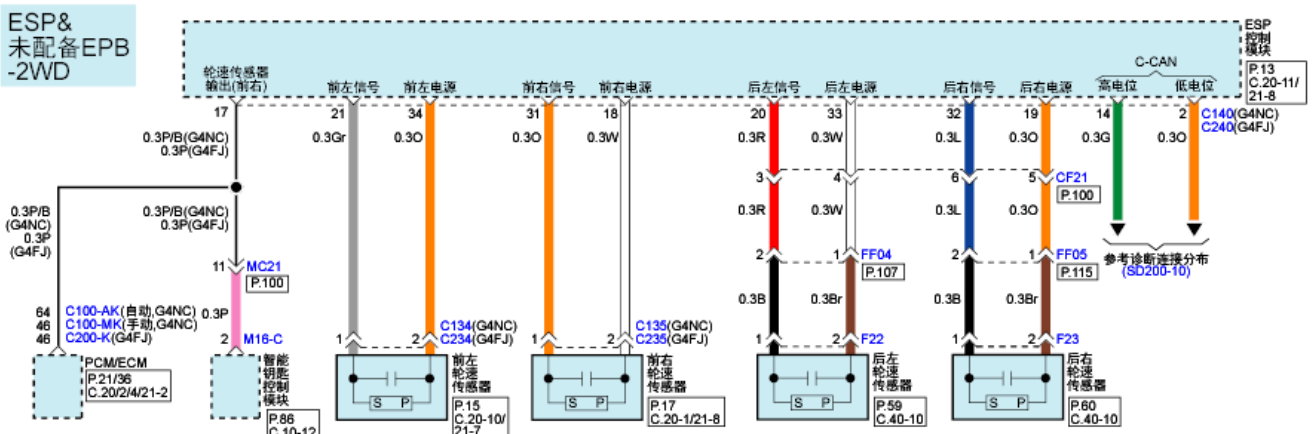 ESP&
未配备EPB
-2WD
ESP
控制
模块
P.13
C.20-11/
21-8
轮速传感器
输出(前右)
前左信号
前左电源
前右信号
前右电源
后左信号
后左电源
后右信号
后右电源
C-CAN
高电位
低电位
17
21
34
31
18
20
33
32
19
14
2
C140(G4NC)
C240(G4FJ)
0.3P/B(G4NC)
0.3P(G4FJ)
0.3Gr
0.3O
0.3O
0.3W
0.3R
0.3W
0.3L
0.3O
0.3G
0.3O
3
4
6
5
CF21
P.100
0.3P/B
(G4NC)
0.3P
(G4FJ)
0.3P/B(G4NC)
0.3P(G4FJ)
0.3R
0.3W
0.3L
0.3O
11
MC21
P.100
2
1
FF04
P.107
2
1
FF05
P.115
参考诊断连接分布
(SD200-10)
0.3P
0.3B
0.3Br
0.3B
0.3Br
64
C100-AK(自动,G4NC)
46
C100-MK(手动,G4NC)
46
C200-K(G4FJ)
2
M16-C
1
2
C134(G4NC)
C234(G4FJ)
1
2
C135(G4NC)
C235(G4FJ)
1
2
F22
1
2
F23
PCM/ECM
P.21/36
C.20/2/4/21-2
智能
钥匙
控制
模块
P.86
C.10-12
S P
前左
轮速
传感器
P.15
C.20-10/
21-7
S P
前右
轮速
传感器
P.17
C.20-1/21-8
S P
后左
轮速
传感器
P.59
C.40-10
S P
后右
轮速
传感器
P.60
C.40-10